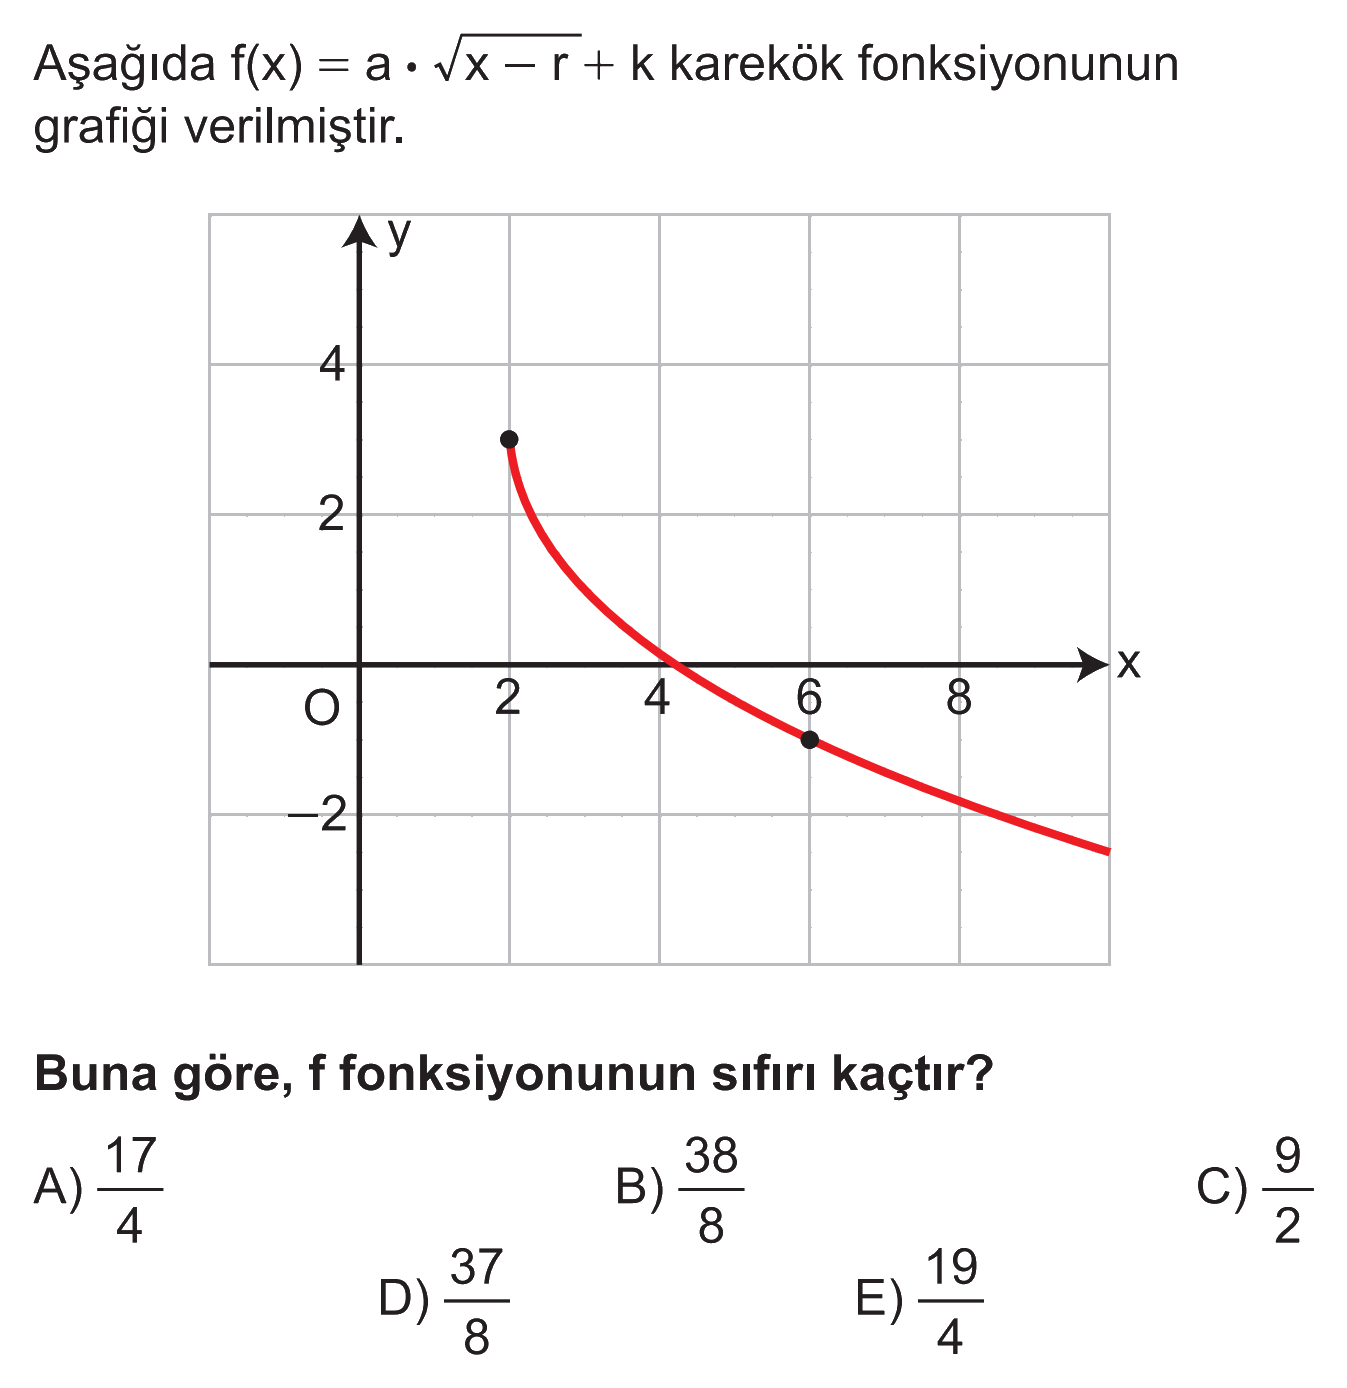 Aşağıda f(x) = a · √(x − r) + k karekök fonksiyonunun
grafiği verilmiştir.
y
4
2
x
O 2 4 6 8
−2
Buna göre, f fonksiyonunun sıfırı kaçtır?
A) 17/4 B) 38/8 C) 9/2
D) 37/8 E) 19/4